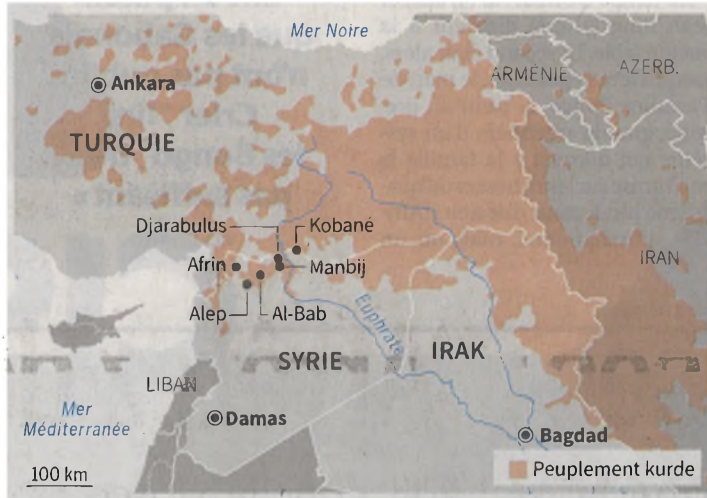 Mer Noire
ARMÉNIE
AZERB.
Ankara
TURQUIE
Djarabulus
Kobané
Afrin
Manbij
IRAN
Alep
Al-Bab
Euphrate
SYRIE
IRAK
LIBAN
Mer
Méditerranée
Damas
Bagdad
100 km
Peuplement kurde